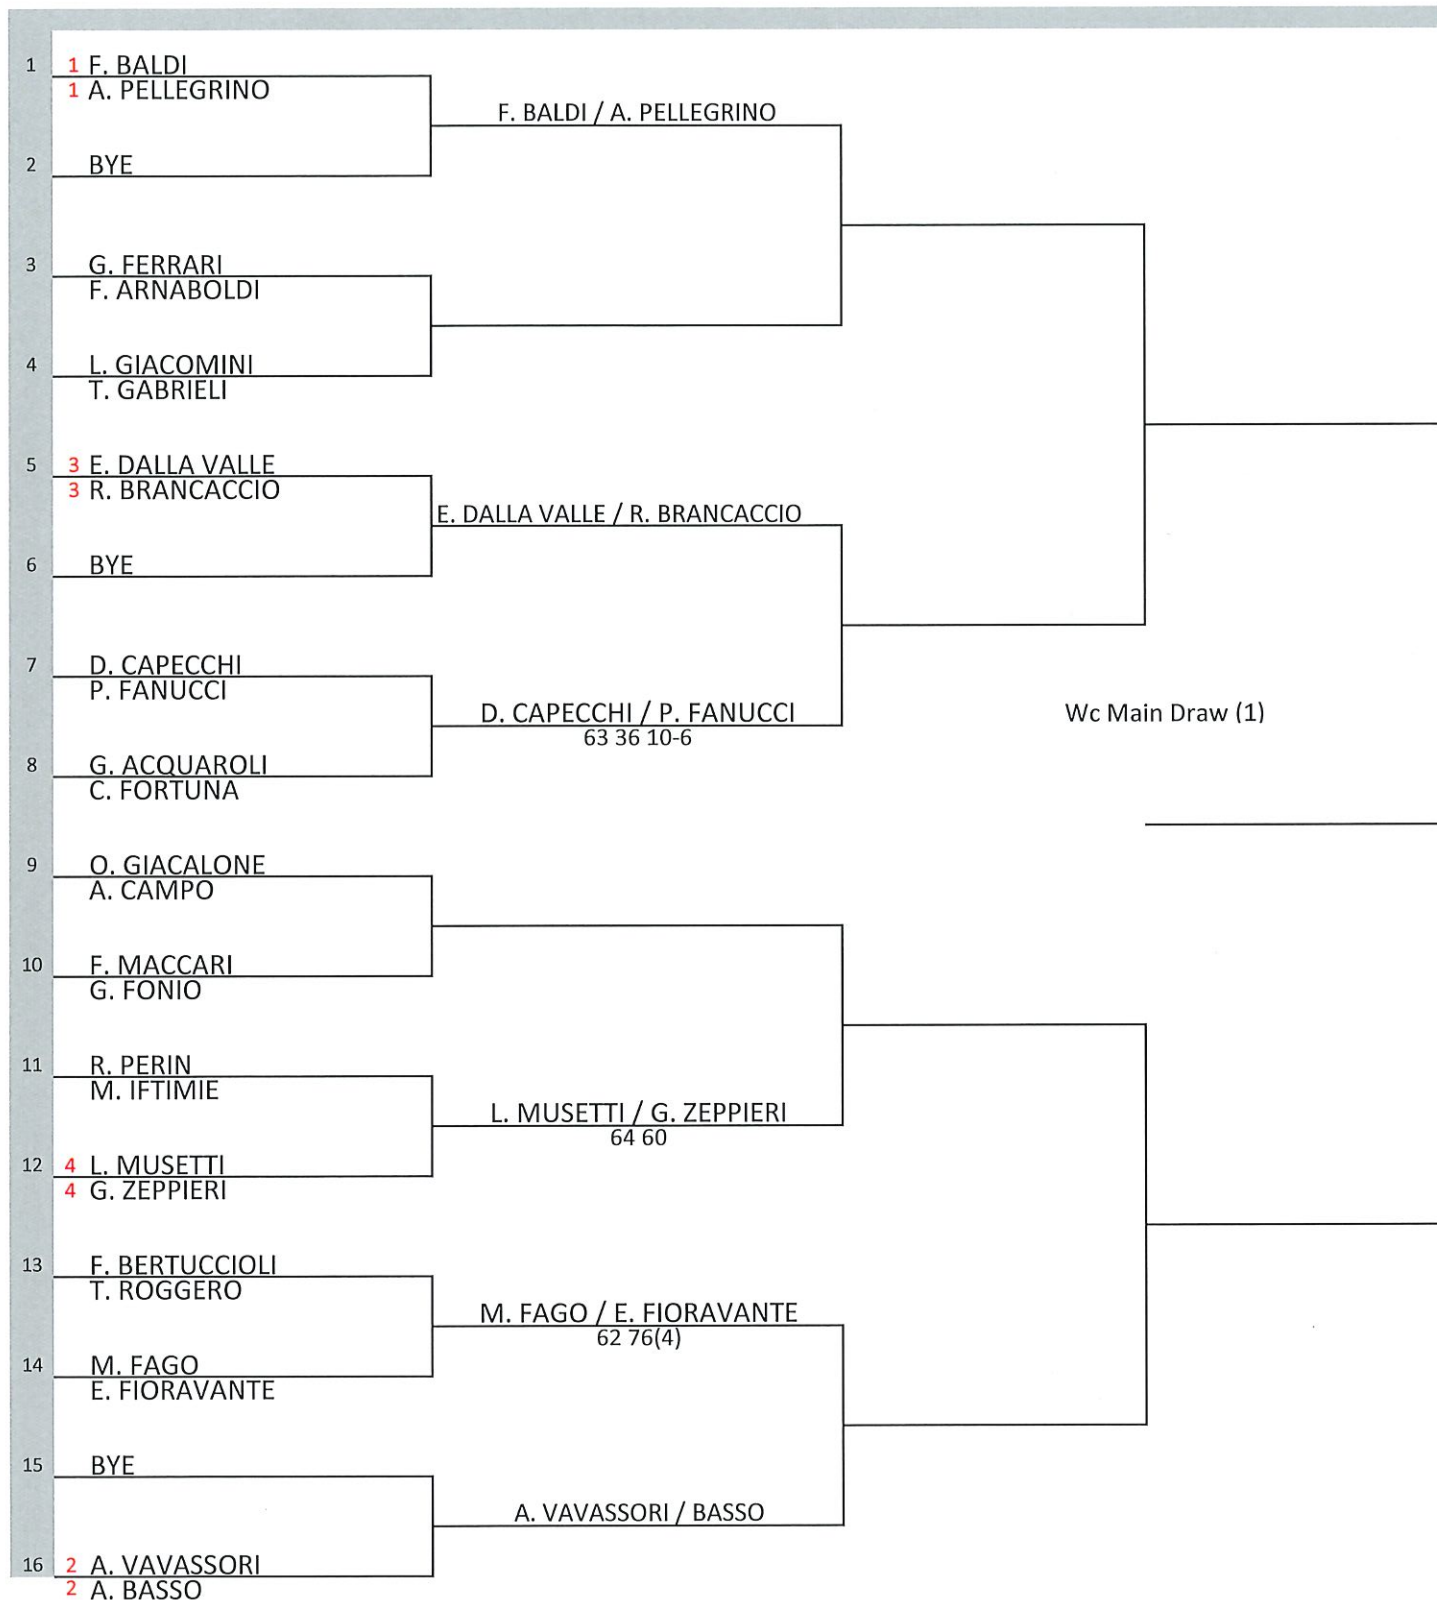 1 1 F. BALDI
1 A. PELLEGRINO
F. BALDI / A. PELLEGRINO
2 BYE
3 G. FERRARI
F. ARNABOLDI
4 L. GIACOMINI
T. GABRIELI
5 3 E. DALLA VALLE
3 R. BRANCACCIO
E. DALLA VALLE / R. BRANCACCIO
6 BYE
7 D. CAPECCHI
P. FANUCCI
D. CAPECCHI / P. FANUCCI
63 36 10-6
Wc Main Draw (1)
8 G. ACQUAROLI
C. FORTUNA
9 O. GIACALONE
A. CAMPO
10 F. MACCARI
G. FONIO
11 R. PERIN
M. IFTIMIE
L. MUSETTI / G. ZEPPIERI
64 60
12 4 L. MUSETTI
4 G. ZEPPIERI
13 F. BERTUCCIOLI
T. ROGGERO
M. FAGO / E. FIORAVANTE
62 76(4)
14 M. FAGO
E. FIORAVANTE
15 BYE
A. VAVASSORI / BASSO
16 2 A. VAVASSORI
2 A. BASSO